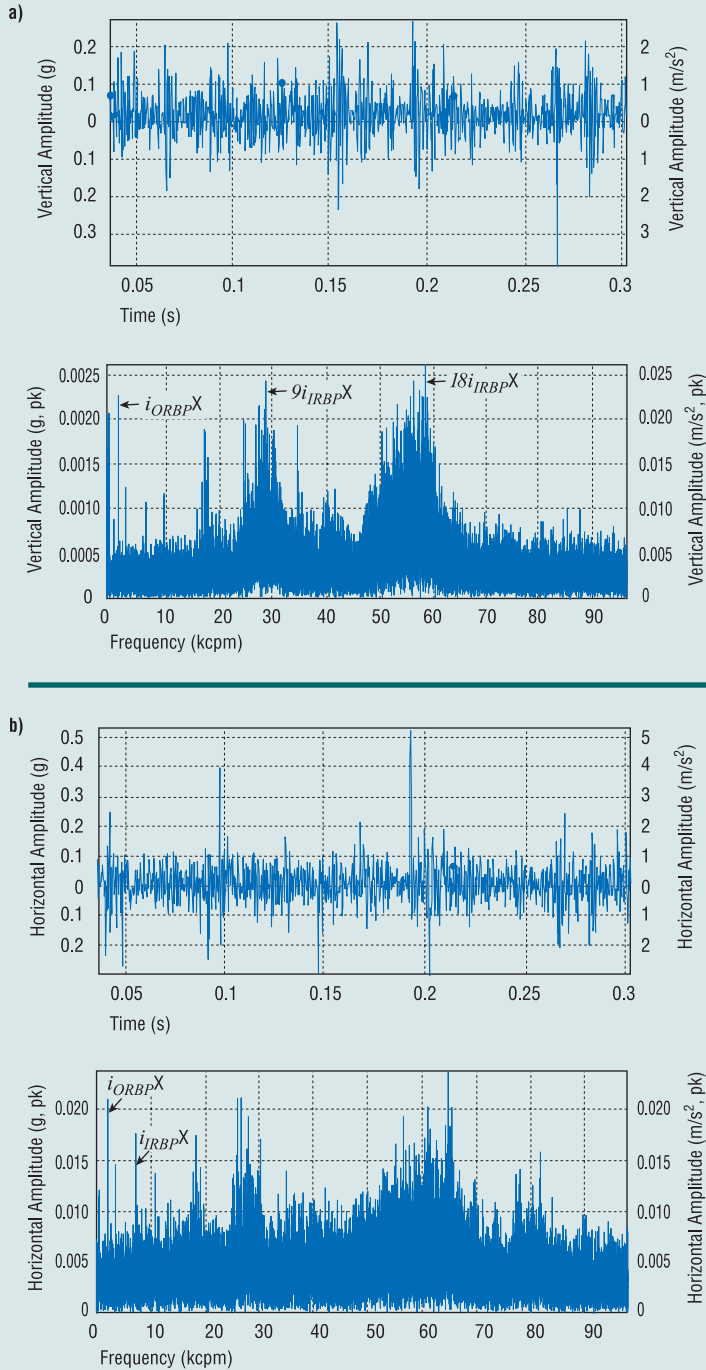 a)
Vertical Amplitude (g)
0.2
0.1
0
0.1
0.2
0.3
2
1
0
1
2
3
Vertical Amplitude (m/s²)
0.05 0.1 0.15 0.2 0.25 0.3
Time (s)
Vertical Amplitude (g, pk)
0.0025
0.0020
0.0015
0.0010
0.0005
0
iORBPX
9iIRBPX
18iIRBPX
0.025
0.020
0.015
0.010
0.005
0
Vertical Amplitude (m/s², pk)
0 10 20 30 40 50 60 70 80 90
Frequency (kcpm)
b)
Horizontal Amplitude (g)
0.5
0.4
0.3
0.2
0.1
0
0.1
0.2
5
4
3
2
1
0
1
2
Horizontal Amplitude (m/s²)
0.05 0.1 0.15 0.2 0.25 0.3
Time (s)
Horizontal Amplitude (g, pk)
0.020
0.015
0.010
0.005
0
iORBPX
iIRBPX
0.020
0.015
0.010
0.005
0
Horizontal Amplitude (m/s², pk)
0 10 20 30 40 50 60 70 80 90
Frequency (kcpm)